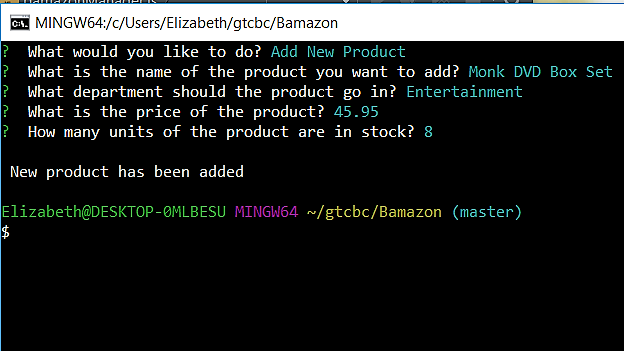 MINGW64:/c/Users/Elizabeth/gtcbc/Bamazon
? What would you like to do? Add New Product
? What is the name of the product you want to add? Monk DVD Box Set
? What department should the product go in? Entertainment
? What is the price of the product? 45.95
? How many units of the product are in stock? 8
New product has been added
Elizabeth@DESKTOP-0MLBESU MINGW64 ~/gtcbc/Bamazon (master)
$